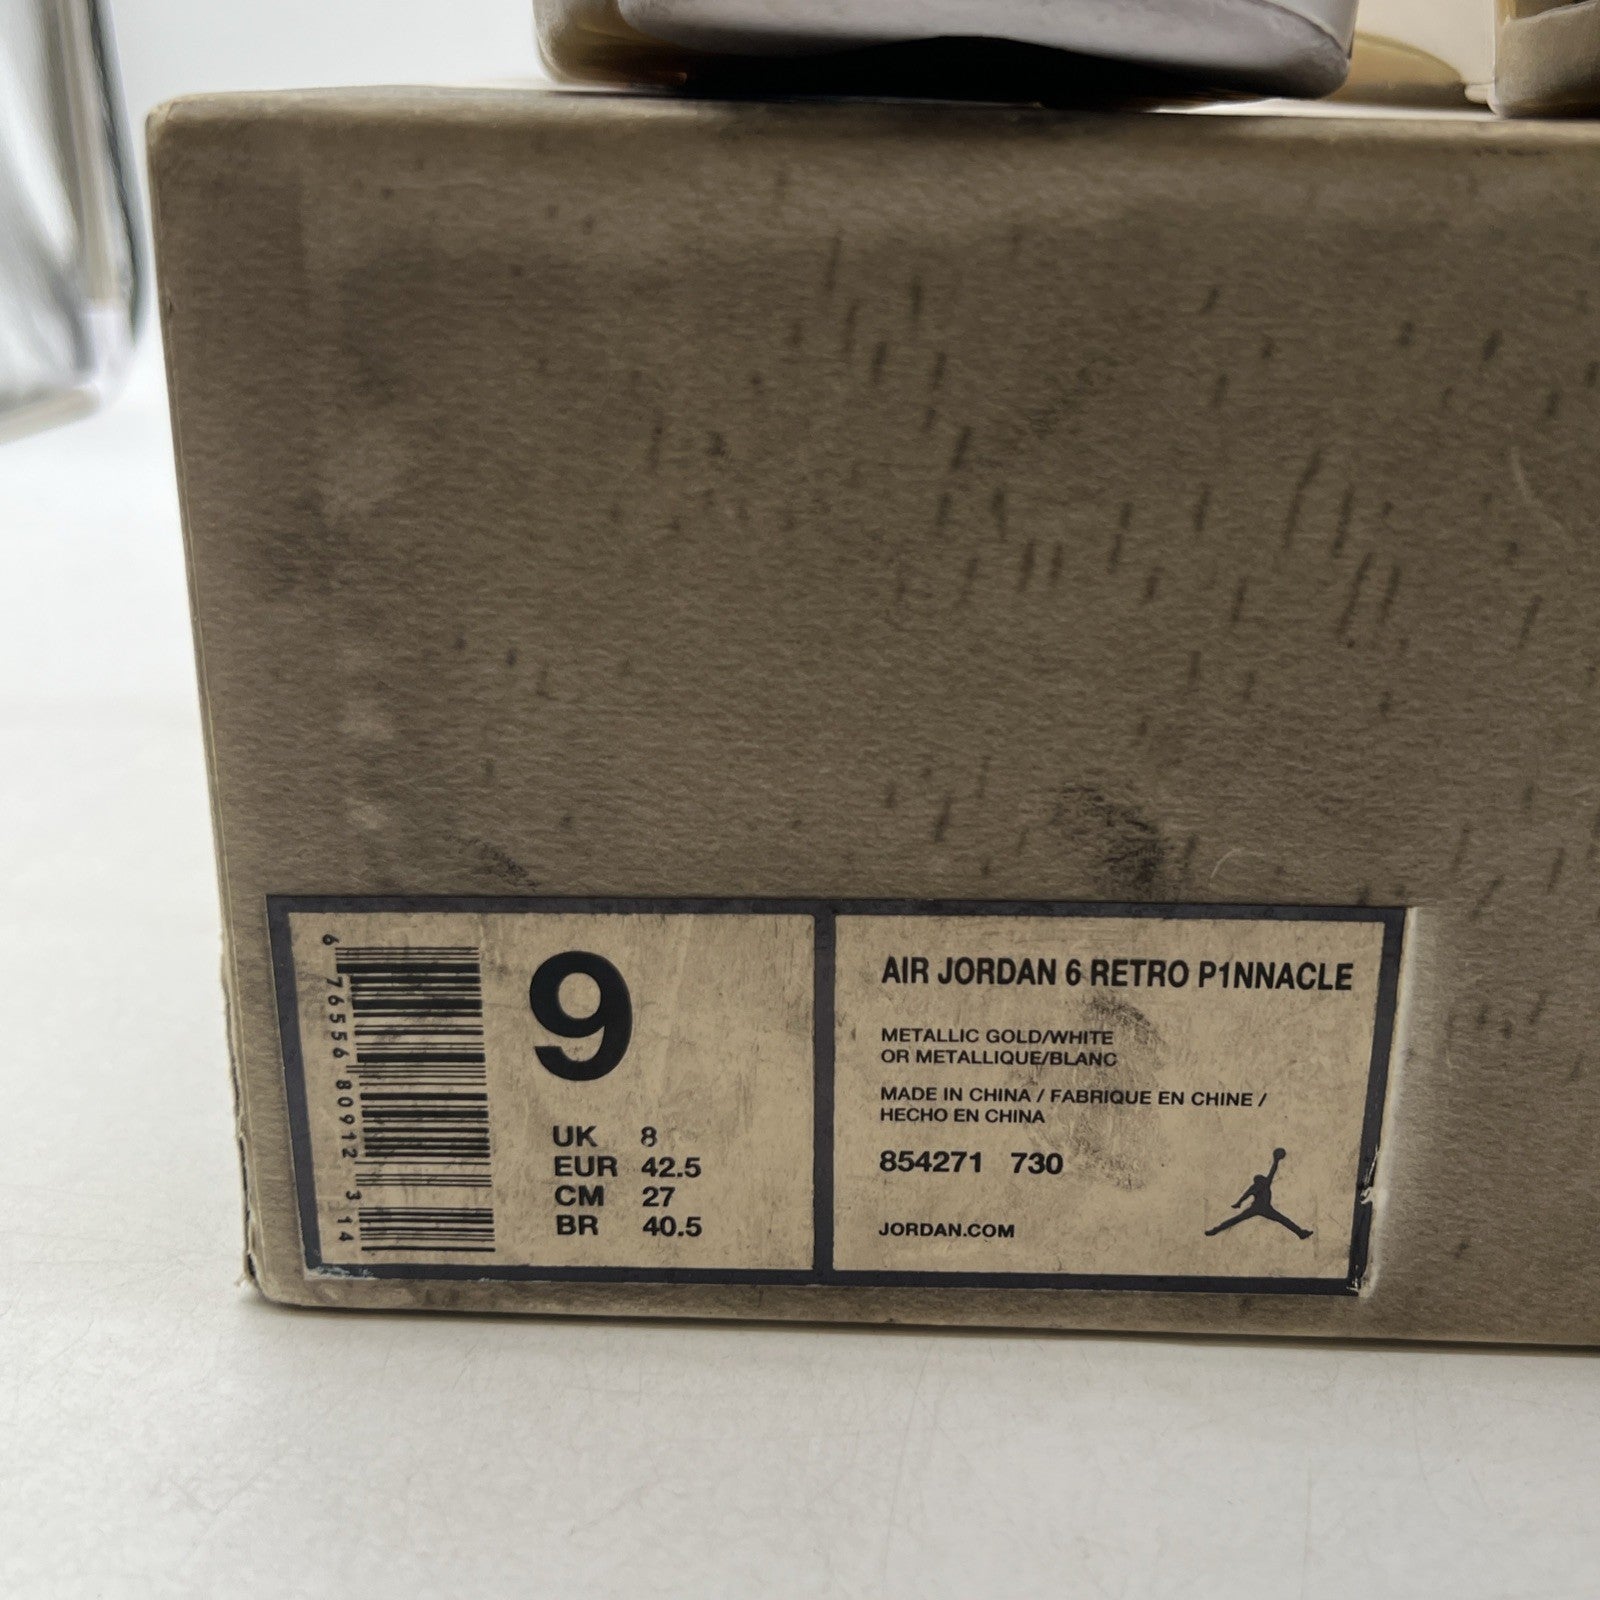 6 76556 80912 3 14
9
UK 8
EUR 42.5
CM 27
BR 40.5
AIR JORDAN 6 RETRO P1NNACLE
METALLIC GOLD/WHITE
OR METALLIQUE/BLANC
MADE IN CHINA / FABRIQUE EN CHINE /
HECHO EN CHINA
854271 730
JORDAN.COM